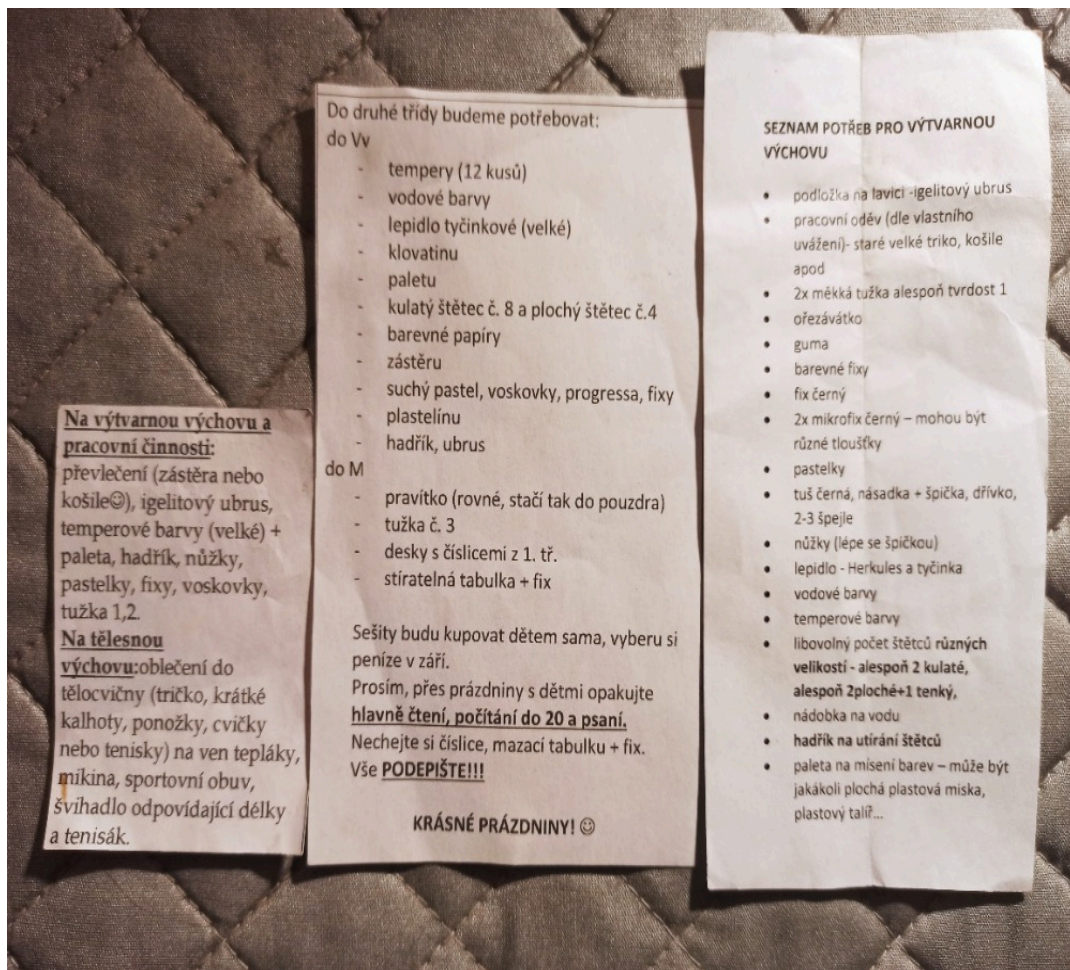 Na výtvarnou výchovu a
pracovní činnosti:
převlečení (zástěra nebo
košile☺), igelitový ubrus,
temperové barvy (velké) +
paleta, hadřík, nůžky,
pastelky, fixy, voskovky,
tužka 1,2.
Na tělesnou
výchovu:oblečení do
tělocvičny (tričko, krátké
kalhoty, ponožky, cvičky
nebo tenisky) na ven tepláky,
mikina, sportovní obuv,
švihadlo odpovídající délky
a tenisák.
Do druhé třídy budeme potřebovat:
do Vv
- tempery (12 kusů)
- vodové barvy
- lepidlo tyčinkové (velké)
- klovatinu
- paletu
- kulatý štětec č. 8 a plochý štětec č.4
- barevné papíry
- zástěru
- suchý pastel, voskovky, progressa, fixy
- plastelínu
- hadřík, ubrus
do M
- pravítko (rovné, stačí tak do pouzdra)
- tužka č. 3
- desky s číslicemi z 1. tř.
- stíratelná tabulka + fix
Sešity budu kupovat dětem sama, vyberu si
peníze v září.
Prosím, přes prázdniny s dětmi opakujte
hlavně čtení, počítání do 20 a psaní.
Nechejte si číslice, mazací tabulku + fix.
Vše PODEPIŠTE!!!
KRÁSNÉ PRÁZDNINY! ☺
SEZNAM POTŘEB PRO VÝTVARNOU
VÝCHOVU
• podložka na lavici -igelitový ubrus
• pracovní oděv (dle vlastního
uvážení)- staré velké triko, košile
apod
• 2x měkká tužka alespoň tvrdost 1
• ořezávátko
• guma
• barevné fixy
• fix černý
• 2x mikrofix černý – mohou být
různé tloušťky
• pastelky
• tuš černá, násadka + špička, dřívko,
2-3 špejle
• nůžky (lépe se špičkou)
• lepidlo - Herkules a tyčinka
• vodové barvy
• temperové barvy
• libovolný počet štětců různých
velikostí - alespoň 2 kulaté,
alespoň 2ploché+1 tenký,
• nádobka na vodu
• hadřík na utírání štětců
• paleta na mísení barev – může být
jakákoli plochá plastová miska,
plastový talíř...